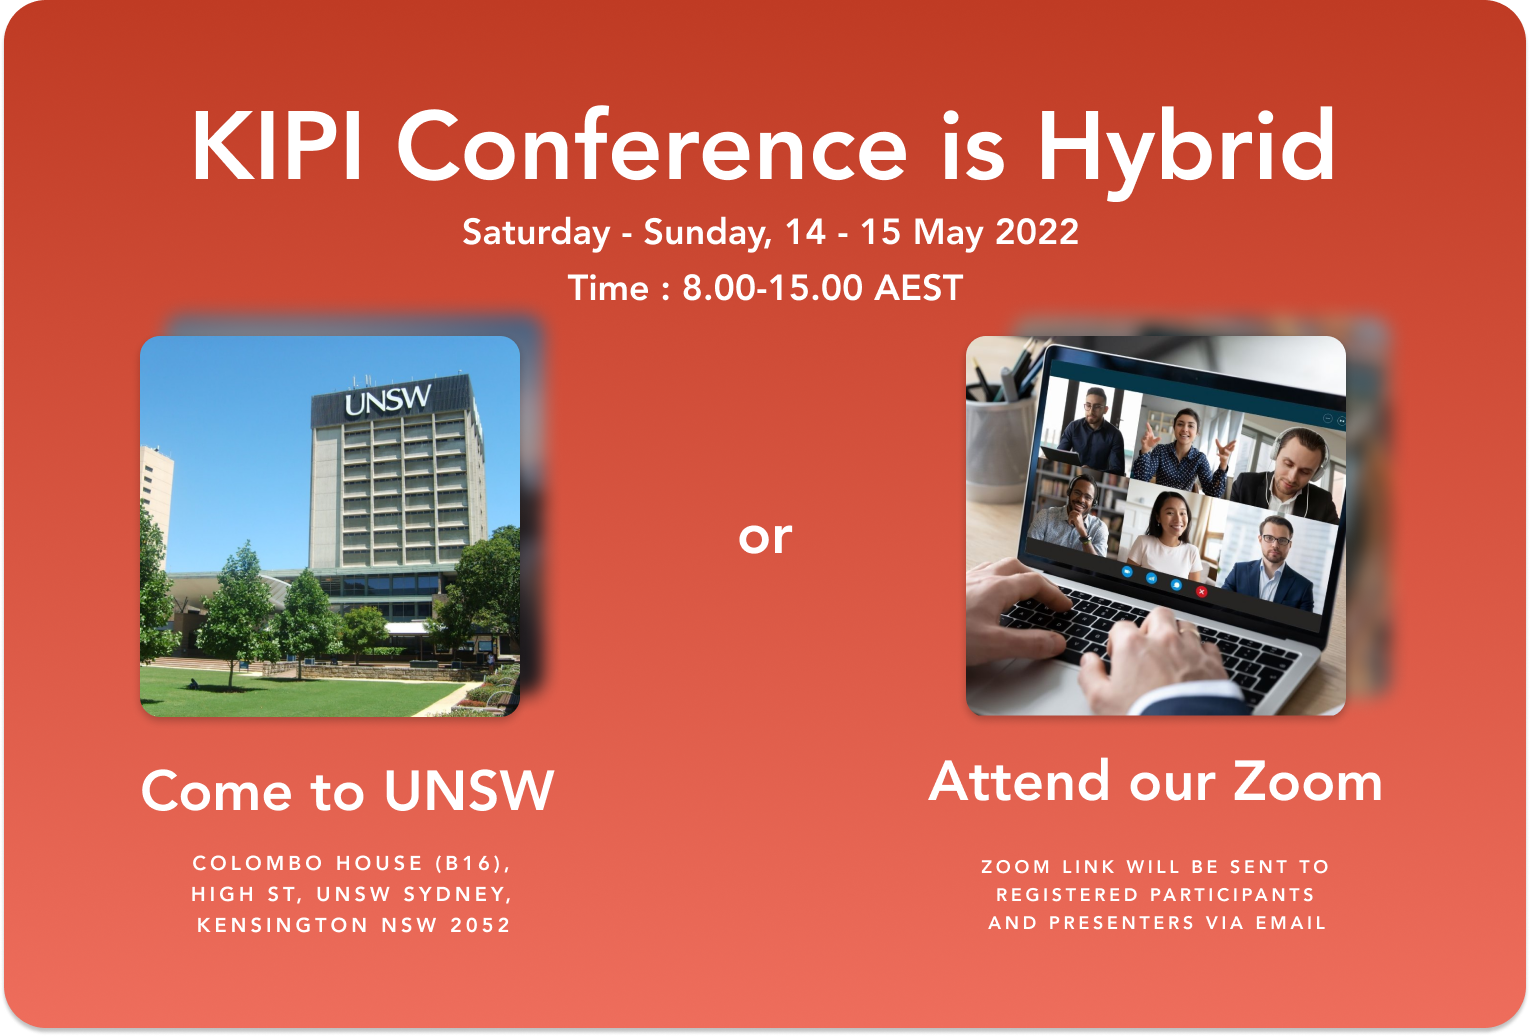 KIPI Conference is Hybrid
Saturday - Sunday, 14 - 15 May 2022
Time : 8.00-15.00 AEST
UNSW
or
Come to UNSW
COLOMBO HOUSE (B16),
HIGH ST, UNSW SYDNEY,
KENSINGTON NSW 2052
Attend our Zoom
ZOOM LINK WILL BE SENT TO
REGISTERED PARTICIPANTS
AND PRESENTERS VIA EMAIL